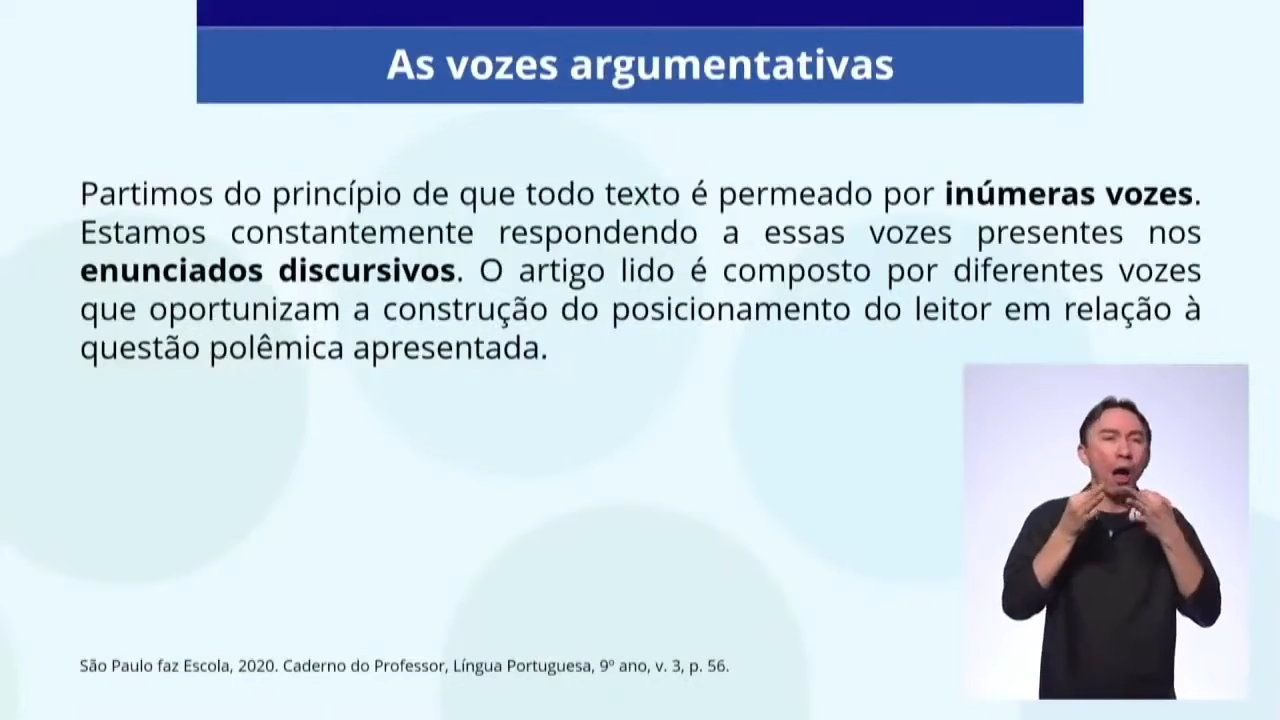 As vozes argumentativas
Partimos do princípio de que todo texto é permeado por inúmeras vozes.
Estamos constantemente respondendo a essas vozes presentes nos
enunciados discursivos. O artigo lido é composto por diferentes vozes
que oportunizam a construção do posicionamento do leitor em relação à
questão polêmica apresentada.
São Paulo faz Escola, 2020. Caderno do Professor, Língua Portuguesa, 9º ano, v. 3, p. 56.